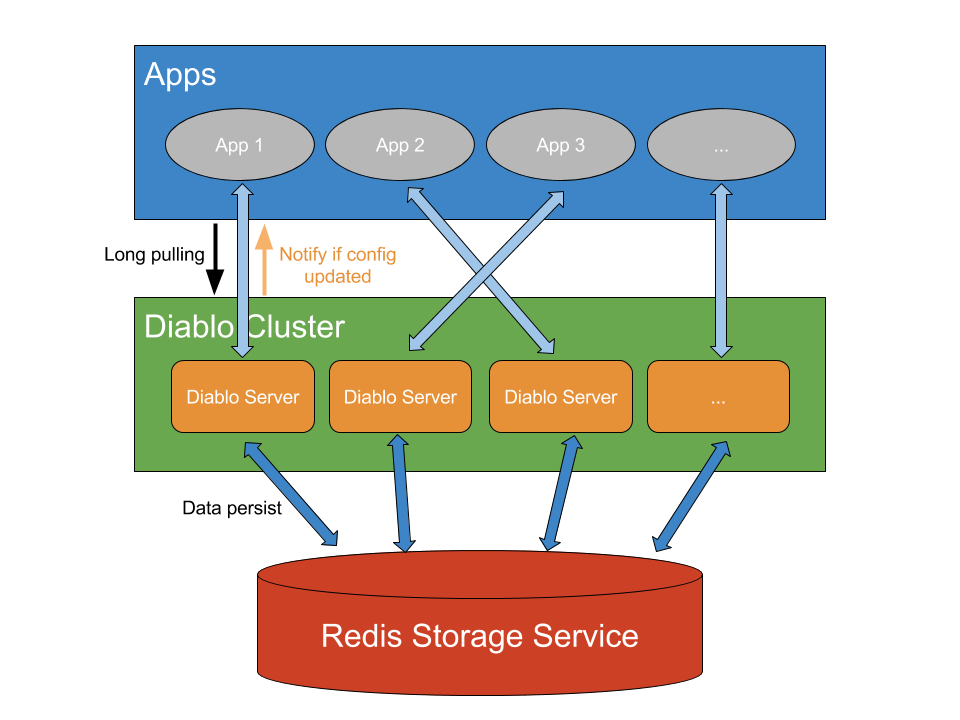 Apps
App 1
App 2
App 3
...
Long pulling
Notify if config
updated
Diablo Cluster
Diablo Server
Diablo Server
Diablo Server
...
Data persist
Redis Storage Service